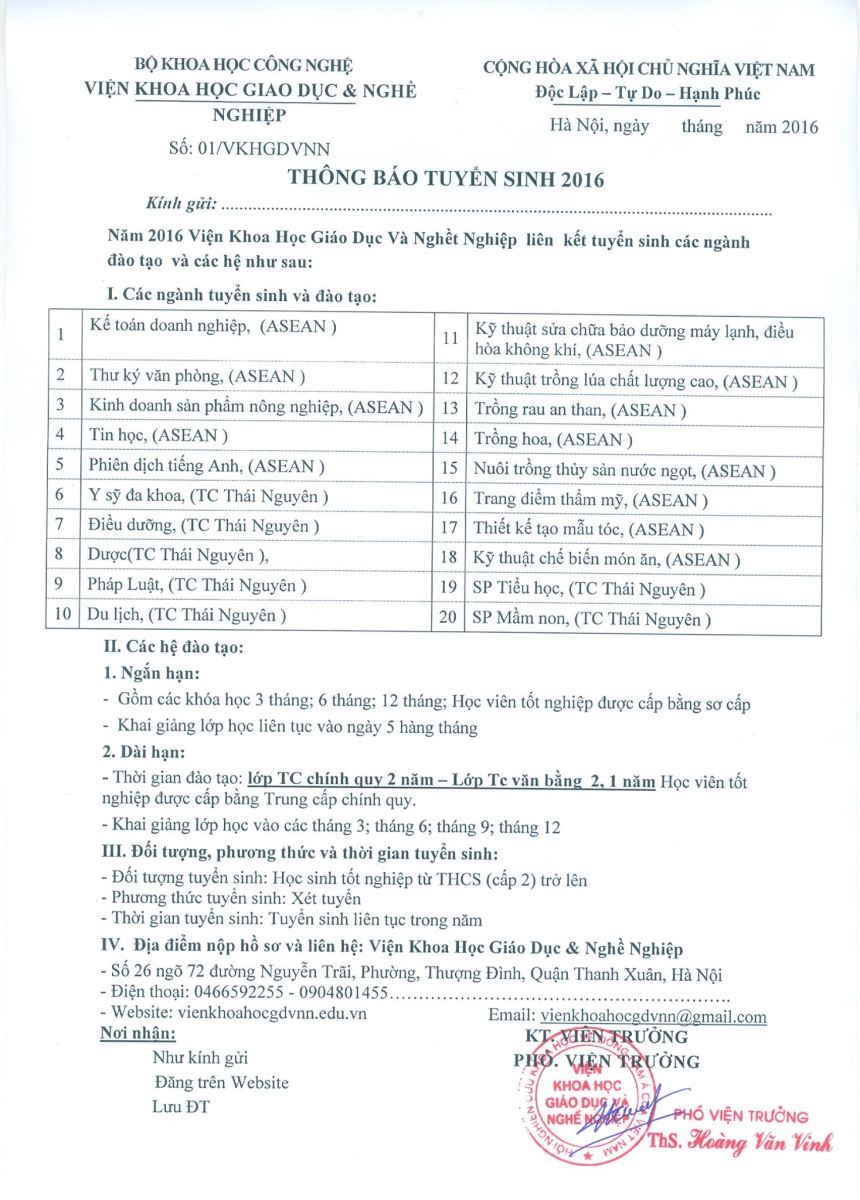 BỘ KHOA HỌC CÔNG NGHỆ
VIỆN KHOA HỌC GIAO DỤC & NGHỀ
NGHIỆP
Số: 01/VKHGDVNN
CỘNG HÒA XÃ HỘI CHỦ NGHĨA VIỆT NAM
Độc Lập – Tự Do – Hạnh Phúc
Hà Nội, ngày tháng năm 2016
THÔNG BÁO TUYỂN SINH 2016
Kính gửi: ...............................................................................................
Năm 2016 Viện Khoa Học Giáo Dục Và Nghềt Nghiệp liên kết tuyển sinh các ngành
đào tạo và các hệ như sau:
I. Các ngành tuyển sinh và đào tạo:
1 Kế toán doanh nghiệp, (ASEAN )
2 Thư ký văn phòng, (ASEAN )
3 Kinh doanh sản phẩm nông nghiệp, (ASEAN )
4 Tin học, (ASEAN )
5 Phiên dịch tiếng Anh, (ASEAN )
6 Y sỹ đa khoa, (TC Thái Nguyên )
7 Điều dưỡng, (TC Thái Nguyên )
8 Dược(TC Thái Nguyên ),
9 Pháp Luật, (TC Thái Nguyên )
10 Du lịch, (TC Thái Nguyên )
11 Kỹ thuật sửa chữa bảo dưỡng máy lạnh, điều
hòa không khí, (ASEAN )
12 Kỹ thuật trồng lúa chất lượng cao, (ASEAN )
13 Trồng rau an than, (ASEAN )
14 Trồng hoa, (ASEAN )
15 Nuôi trồng thủy sản nước ngọt, (ASEAN )
16 Trang điểm thẩm mỹ, (ASEAN )
17 Thiết kế tạo mẫu tóc, (ASEAN )
18 Kỹ thuật chế biến món ăn, (ASEAN )
19 SP Tiểu học, (TC Thái Nguyên )
20 SP Mầm non, (TC Thái Nguyên )
II. Các hệ đào tạo:
1. Ngắn hạn:
- Gồm các khóa học 3 tháng; 6 tháng; 12 tháng; Học viên tốt nghiệp được cấp bằng sơ cấp
- Khai giảng lớp học liên tục vào ngày 5 hàng tháng
2. Dài hạn:
- Thời gian đào tạo: lớp TC chính quy 2 năm – Lớp Tc văn bằng 2, 1 năm Học viên tốt
nghiệp được cấp bằng Trung cấp chính quy.
- Khai giảng lớp học vào các tháng 3; tháng 6; tháng 9; tháng 12
III. Đối tượng, phương thức và thời gian tuyển sinh:
- Đối tượng tuyển sinh: Học sinh tốt nghiệp từ THCS (cấp 2) trở lên
- Phương thức tuyển sinh: Xét tuyển
- Thời gian tuyển sinh: Tuyển sinh liên tục trong năm
IV. Địa điểm nộp hồ sơ và liên hệ: Viện Khoa Học Giáo Dục & Nghề Nghiệp
- Số 26 ngõ 72 đường Nguyễn Trãi, Phường, Thượng Đình, Quận Thanh Xuân, Hà Nội
- Điện thoại: 0466592255 - 0904801455......................................................
- Website: vienkhoahocgdvnn.edu.vn Email: vienkhoahocgdvnn@gmail.com
Nơi nhận:
Như kính gửi
Đăng trên Website
Lưu ĐT
KT. VIỆN TRƯỞNG
PHÓ. VIỆN TRƯỞNG
VIỆN
KHOA HỌC
GIÁO DỤC VÀ
NGHỀ NGHIỆP
HỘI NGHIÊN CỨU KHOA HỌC VỀ ĐÔNG NAM Á CỦA VIỆT NAM
PHÓ VIỆN TRƯỞNG
ThS. Hoàng Văn Vinh